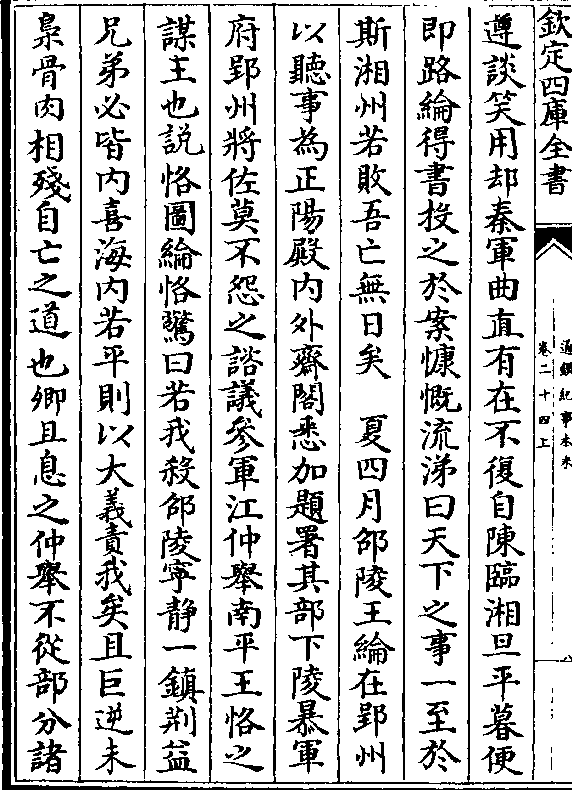 欽定四庫全書
通鑑紀事本末
卷二十四上
遵談笑用却秦軍曲直有在不復自陳臨湘旦平暮便
即路綸得書投之於案慷慨流涕曰天下之事一至於
斯湘州若敗吾亡無日矣　夏四月邵陵王綸在郢州
以聽事為正陽殿内外齋閤悉加題署其部下陵暴軍
府郢州將佐莫不怨之諮議參軍江仲舉南平王恪之
謀主也説恪圖綸恪驚曰若我殺邵陵寧静一鎮荆益
兄弟必皆内喜海内若平則以大義責我矣且巨逆未
梟骨肉相殘自亡之道也卿且息之仲舉不從部分諸